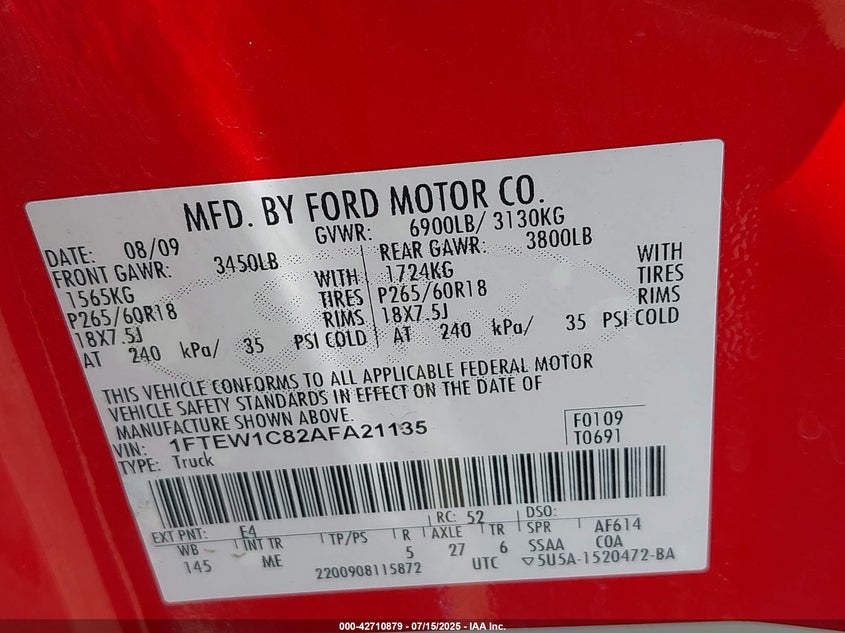 MFD. BY FORD MOTOR CO.
DATE: 08/09 GVWR: 6900LB/ 3130KG
FRONT GAWR: 3450LB REAR GAWR: 3800LB
1565KG WITH 1724KG WITH
P265/60R18 TIRES P265/60R18 TIRES
18X7.5J RIMS 18X7.5J RIMS
AT 240 kPa/ 35 PSI COLD AT 240 kPa/ 35 PSI COLD
THIS VEHICLE CONFORMS TO ALL APPLICABLE FEDERAL MOTOR
VEHICLE SAFETY STANDARDS IN EFFECT ON THE DATE OF
MANUFACTURE SHOWN ABOVE.
VIN: 1FTEW1C82AFA21135 F0109
TYPE: Truck T0691
EXT PNT: E4 RC: 52 DSO:
WB INT TR TP/PS R AXLE TR SPR AF614
145 ME 5 27 6 SSAA COA
2200908115872 UTC ▽5U5A-1520472-BA
000-42710879 - 07/15/2025 - IAA Inc.